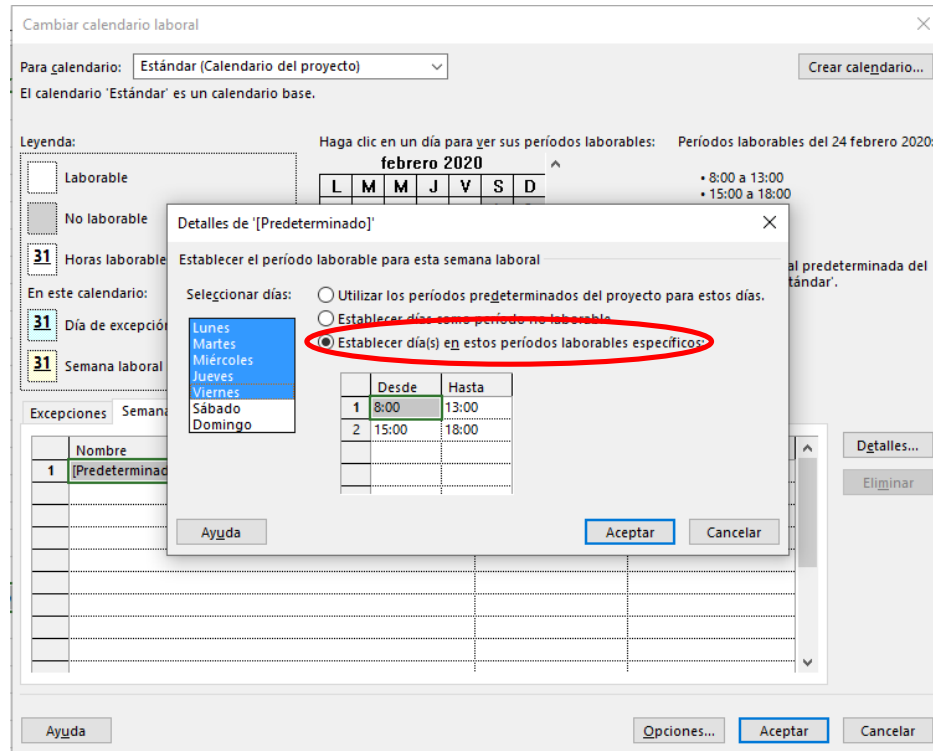 Cambiar calendario laboral
Para calendario: Estándar (Calendario del proyecto) Crear calendario...
El calendario 'Estándar' es un calendario base.
Leyenda:
Laborable
No laborable
31 Horas laborable
En este calendario:
31 Día de excepción
31 Semana laboral
Haga clic en un día para ver sus períodos laborables:
febrero 2020
L M M J V S D
Períodos laborables del 24 febrero 2020:
• 8:00 a 13:00
• 15:00 a 18:00
al predeterminada del
tándar'.
Detalles de '[Predeterminado]'
Establecer el período laborable para esta semana laboral
Seleccionar días:
Lunes
Martes
Miércoles
Jueves
Viernes
Sábado
Domingo
Utilizar los períodos predeterminados del proyecto para estos días.
Establecer días como período no laborable.
Establecer día(s) en estos períodos laborables específicos:
Desde Hasta
1 8:00 13:00
2 15:00 18:00
Ayuda Aceptar Cancelar
Excepciones Semana
Nombre
1 [Predeterminad
Detalles...
Eliminar
Ayuda Opciones... Aceptar Cancelar